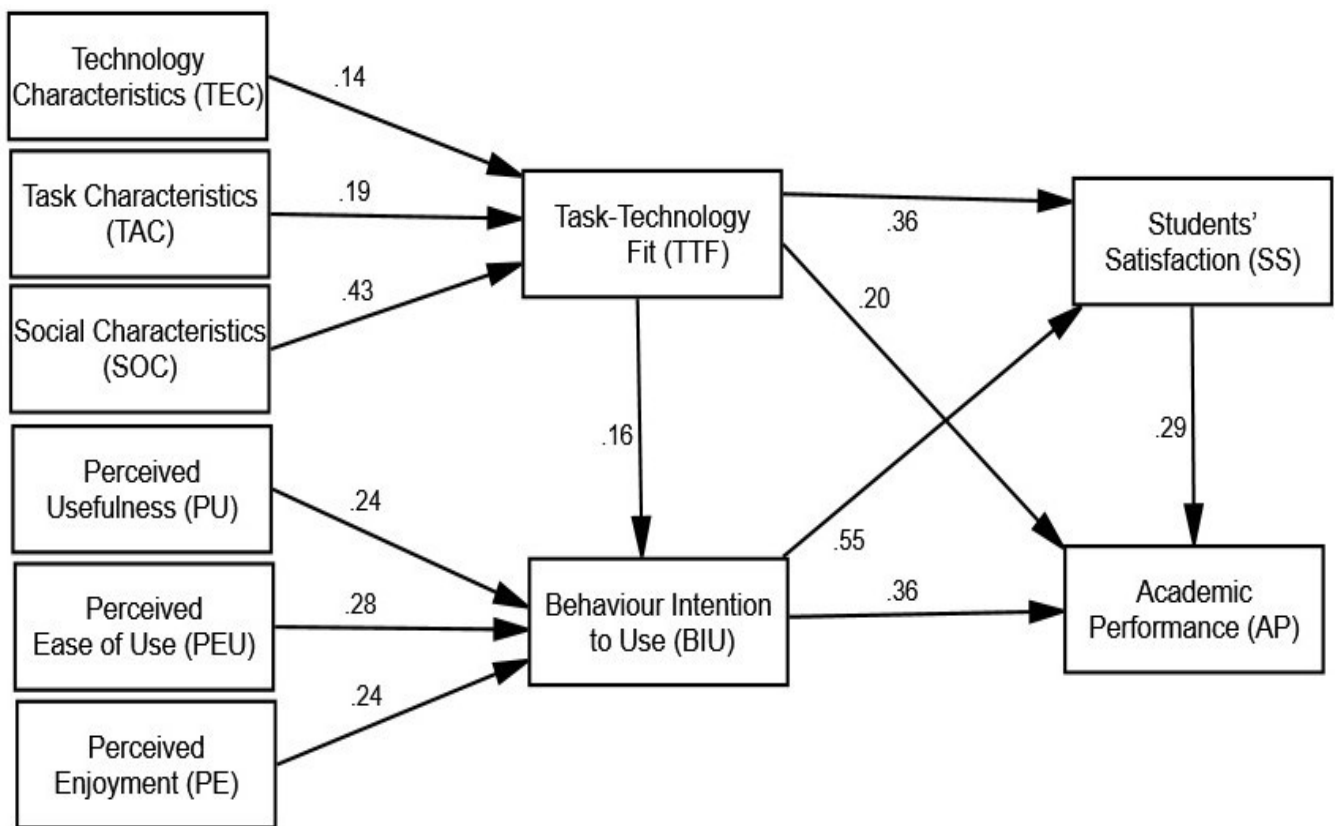 Technology
Characteristics (TEC)
.14
Task Characteristics
(TAC)
.19
Social Characteristics
(SOC)
.43
Task-Technology
Fit (TTF)
.36
Students’
Satisfaction (SS)
.20
.16
.29
Perceived
Usefulness (PU)
.24
Perceived
Ease of Use (PEU)
.28
Perceived
Enjoyment (PE)
.24
Behaviour Intention
to Use (BIU)
.55
.36
Academic
Performance (AP)